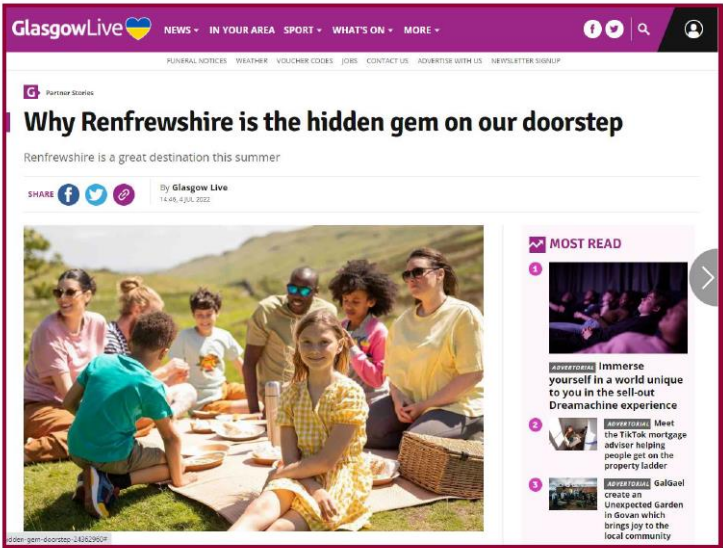 GlasgowLive NEWS IN YOUR AREA SPORT WHAT'S ON MORE
FUNERAL NOTICES WEATHER VOUCHER CODES JOBS CONTACT US ADVERTISE WITH US NEWSLETTER SIGNUP
G Partner Stories
Why Renfrewshire is the hidden gem on our doorstep
Renfrewshire is a great destination this summer
SHARE
By Glasgow Live
14:49, 4 JUL 2022
MOST READ
1
ADVERTORIAL Immerse
yourself in a world unique
to you in the sell-out
Dreamachine experience
2
ADVERTORIAL Meet
the TikTok mortgage
adviser helping
people get on the
property ladder
3
ADVERTORIAL GalGael
create an
Unexpected Garden
in Govan which
brings joy to the
local community
idden-gem-doorstep-24362960#